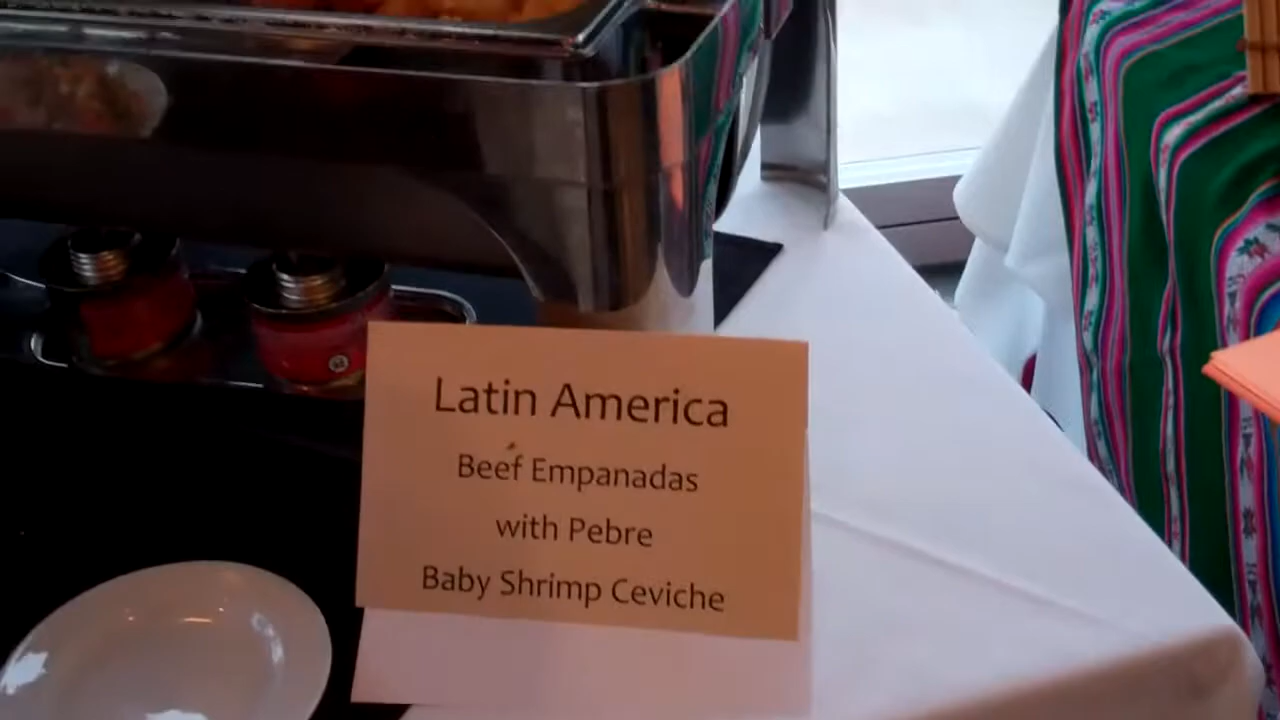 Latin America
Beef Empanadas
with Pebre
Baby Shrimp Ceviche